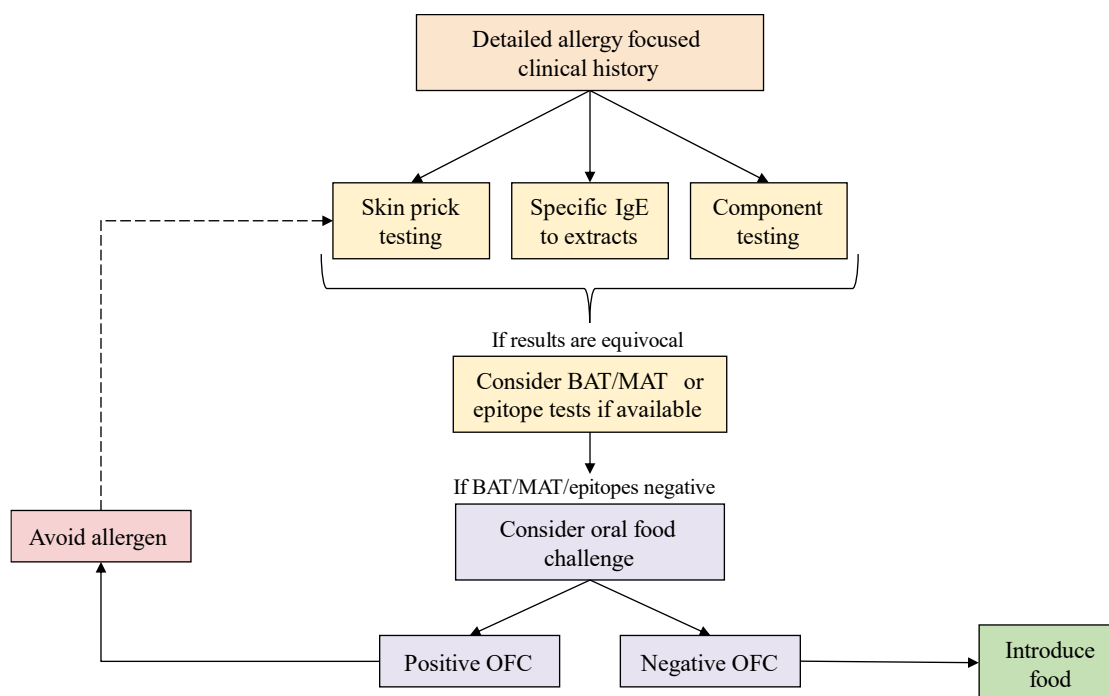 Detailed allergy focused
clinical history
Skin prick
testing
Specific IgE
to extracts
Component
testing
If results are equivocal
Consider BAT/MAT or
epitope tests if available
If BAT/MAT/epitopes negative
Avoid allergen
Consider oral food
challenge
Positive OFC
Negative OFC
Introduce
food